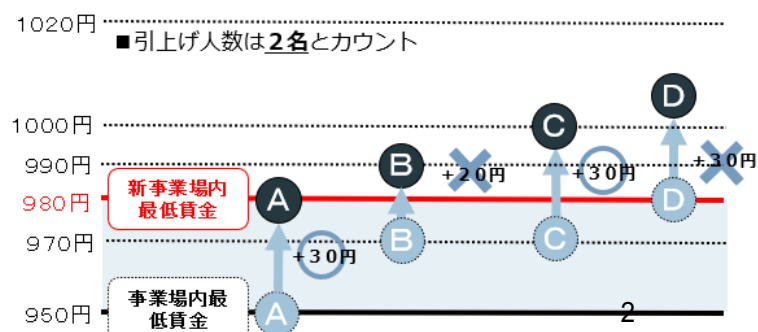 1020円
■引上げ人数は２名とカウント
D
1000円
C
990円
B
+20円
+30円
+30円
新事業場内
最低賃金
980円
A
D
970円
B
C
+30円
事業場内最
低賃金
950円
A
2